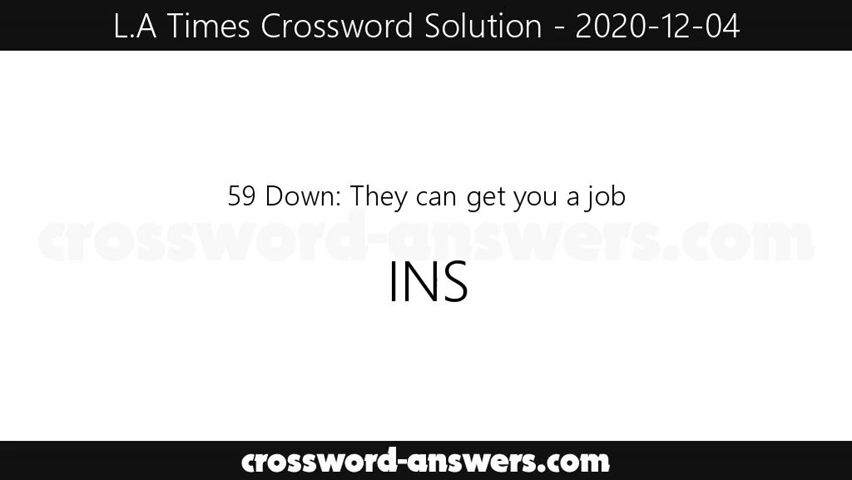 L.A Times Crossword Solution - 2020-12-04
59 Down: They can get you a job
crossword-answers.com
INS
crossword-answers.com